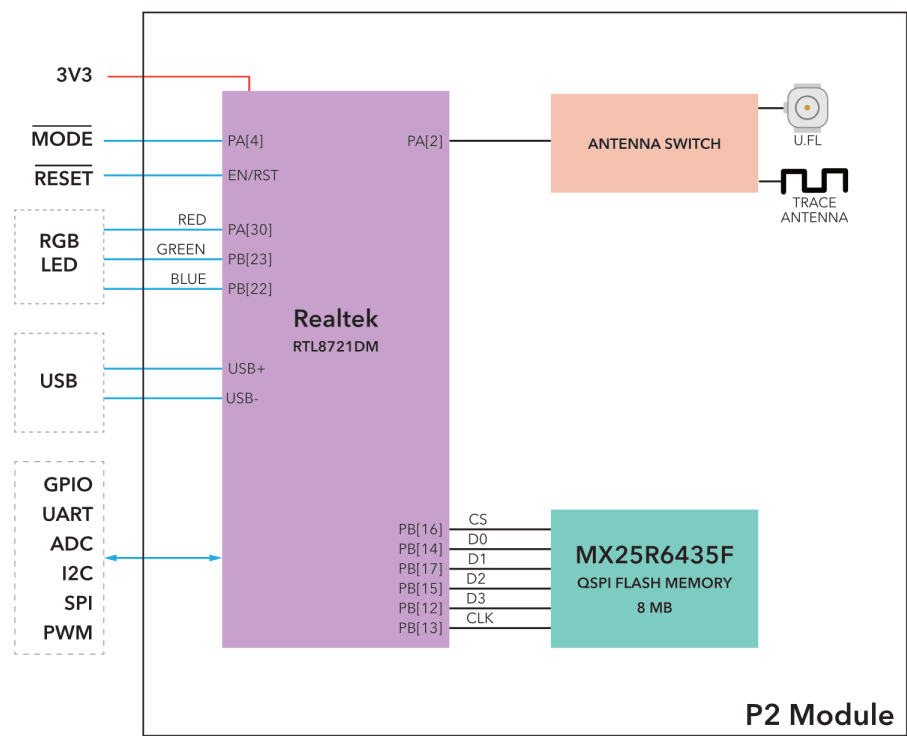 3V3
MODE
RESET
RGB
LED
RED
GREEN
BLUE
USB
GPIO
UART
ADC
I2C
SPI
PWM
PA[4]
EN/RST
PA[30]
PB[23]
PB[22]
USB+
USB-
Realtek
RTL8721DM
PA[2]
PB[16]
PB[14]
PB[17]
PB[15]
PB[12]
PB[13]
CS
D0
D1
D2
D3
CLK
ANTENNA SWITCH
U.FL
TRACE
ANTENNA
MX25R6435F
QSPI FLASH MEMORY
8 MB
P2 Module